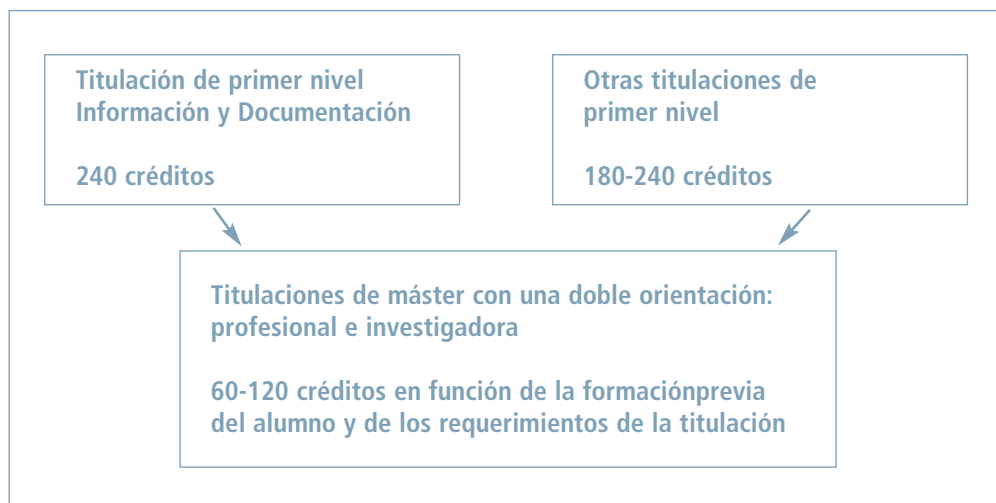 Titulación de primer nivel
Información y Documentación
240 créditos
Otras titulaciones de
primer nivel
180-240 créditos
Titulaciones de máster con una doble orientación:
profesional e investigadora
60-120 créditos en función de la formaciónprevia
del alumno y de los requerimientos de la titulación